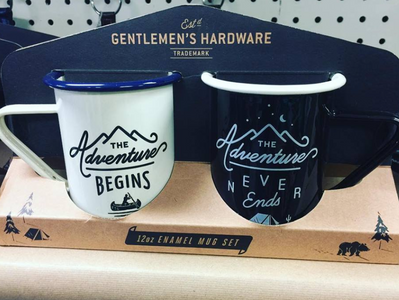 Est d
GENTLEMEN'S HARDWARE
TRADEMARK
THE
Adventure
BEGINS
THE
Adventure
NEVER
Ends
12oz ENAMEL MUG SET